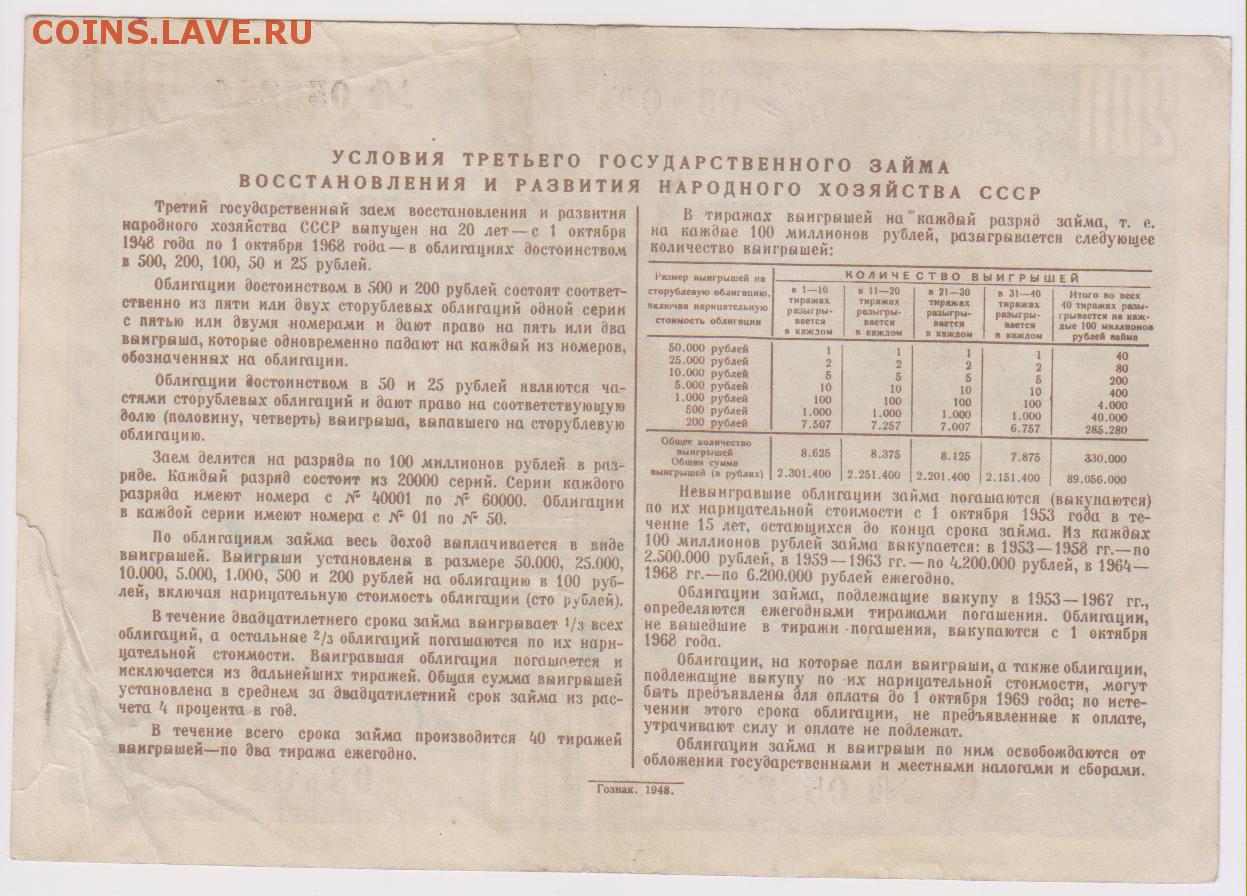 COINS.LAVE.RU
УСЛОВИЯ ТРЕТЬЕГО ГОСУДАРСТВЕННОГО ЗАЙМА
ВОССТАНОВЛЕНИЯ И РАЗВИТИЯ НАРОДНОГО ХОЗЯЙСТВА СССР
Третий государственный заем восстановления и развития
народного хозяйства СССР выпущен на 20 лет—с 1 октября
1948 года по 1 октября 1968 года—в облигациях достоинством
в 500, 200, 100, 50 и 25 рублей.
Облигации достоинством в 500 и 200 рублей состоят соответ-
ственно из пяти или двух сторублевых облигаций одной серии
с пятью или двумя номерами и дают право на пять или два
выигрыша, которые одновременно падают на каждый из номеров,
обозначенных на облигации.
Облигации достоинством в 50 и 25 рублей являются ча-
стями сторублевых облигаций и дают право на соответствующую
долю (половину, четверть) выигрыша, выпавшего на сторублевую
облигацию.
Заем делится на разряды по 100 миллионов рублей в раз-
ряде. Каждый разряд состоит из 20000 серий. Серии каждого
разряда имеют номера с № 40001 по № 60000. Облигации
в каждой серии имеют номера с № 01 по № 50.
По облигациям займа весь доход выплачивается в виде
выигрышей. Выигрыши установлены в размере 50.000, 25.000,
10.000, 5.000, 1.000, 500 и 200 рублей на облигацию в 100 руб-
лей, включая нарицательную стоимость облигации (сто рублей).
В течение двадцатилетнего срока займа выигрывает 1/3 всех
облигаций, а остальные 2/3 облигаций погашаются по их нари-
цательной стоимости. Выигравшая облигация погашается и
исключается из дальнейших тиражей. Общая сумма выигрышей
установлена в среднем за двадцатилетний срок займа из рас-
чета 4 процента в год.
В течение всего срока займа производится 40 тиражей
выигрышей—по два тиража ежегодно.
В тиражах выигрышей на каждый разряд займа, т. е.
на каждые 100 миллионов рублей, разыгрывается следующее
количество выигрышей:
Размер выигрышей на
сторублевую облигацию,
включая нарицательную
стоимость облигации
КОЛИЧЕСТВО ВЫИГРЫШЕЙ
в 1—10
тиражах
разыгры-
вается
в каждом
в 11—20
тиражах
разыгры-
вается
в каждом
в 21—30
тиражах
разыгры-
вается
в каждом
в 31—40
тиражах
разыгры-
вается
в каждом
Итого во всех
40 тиражах разы-
грывается на каж-
дые 100 миллионов
рублей займа
50.000 рублей 1 1 1 1 40
25.000 рублей 2 2 2 2 80
10.000 рублей 5 5 5 5 200
5.000 рублей 10 10 10 10 400
1.000 рублей 100 100 100 100 4.000
500 рублей 1.000 1.000 1.000 1.000 40.000
200 рублей 7.507 7.257 7.007 6.757 285.280
Общее количество
выигрышей 8.625 8.375 8.125 7.875 330.000
Общая сумма
выигрышей (в рублях) 2.301.400 2.251.400 2.201.400 2.151.400 89.056.000
Невыигравшие облигации займа погашаются (выкупаются)
по их нарицательной стоимости с 1 октября 1953 года в те-
чение 15 лет, остающихся до конца срока займа. Из каждых
100 миллионов рублей займа выкупается: в 1953—1958 гг.—по
2.500.000 рублей, в 1959—1963 гг.—по 4.200.000 рублей, в 1964—
1968 гг.—по 6.200.000 рублей ежегодно.
Облигации займа, подлежащие выкупу в 1953—1967 гг.,
определяются ежегодными тиражами погашения. Облигации,
не вышедшие в тиражи погашения, выкупаются с 1 октября
1968 года.
Облигации, на которые пали выигрыши, а также облигации,
подлежащие выкупу по их нарицательной стоимости, могут
быть предъявлены для оплаты до 1 октября 1969 года; по исте-
чении этого срока облигации, не предъявленные к оплате,
утрачивают силу и оплате не подлежат.
Облигации займа и выигрыши по ним освобождаются от
обложения государственными и местными налогами и сборами.
Гознак. 1948.